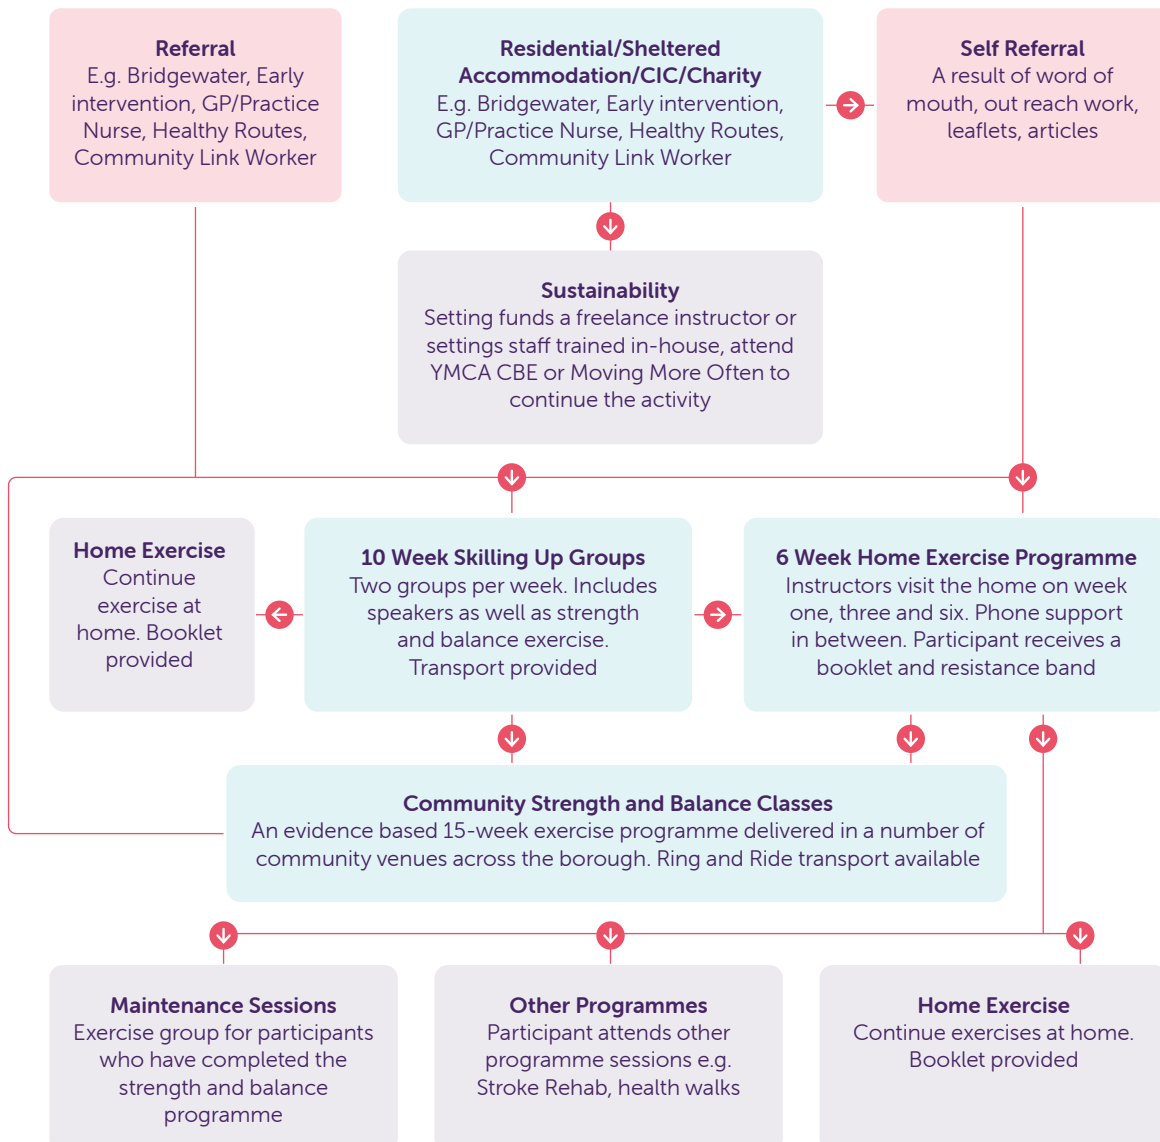 Referral
E.g. Bridgewater, Early
intervention, GP/Practice
Nurse, Healthy Routes,
Community Link Worker
Residential/Sheltered
Accommodation/CIC/Charity
E.g. Bridgewater, Early intervention,
GP/Practice Nurse, Healthy Routes,
Community Link Worker
Self Referral
A result of word of
mouth, out reach work,
leaflets, articles
Sustainability
Setting funds a freelance instructor or
settings staff trained in-house, attend
YMCA CBE or Moving More Often to
continue the activity
Home Exercise
Continue
exercise at
home. Booklet
provided
10 Week Skilling Up Groups
Two groups per week. Includes
speakers as well as strength
and balance exercise.
Transport provided
6 Week Home Exercise Programme
Instructors visit the home on week
one, three and six. Phone support
in between. Participant receives a
booklet and resistance band
Community Strength and Balance Classes
An evidence based 15-week exercise programme delivered in a number of
community venues across the borough. Ring and Ride transport available
Maintenance Sessions
Exercise group for participants
who have completed the
strength and balance
programme
Other Programmes
Participant attends other
programme sessions e.g.
Stroke Rehab, health walks
Home Exercise
Continue exercises at home.
Booklet provided